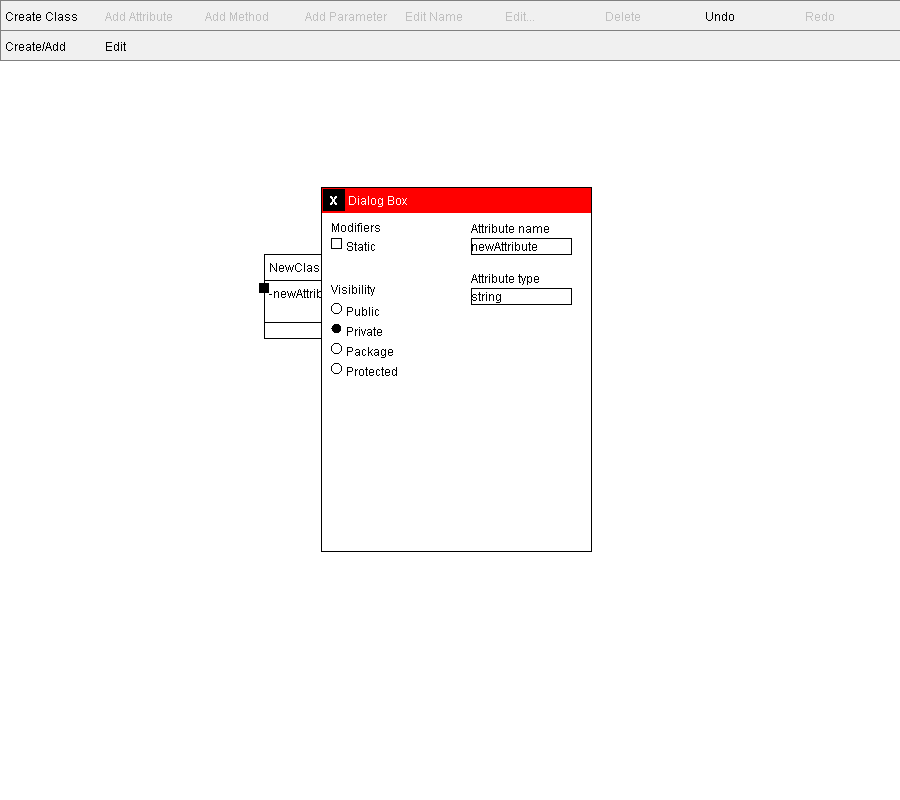 Create Class Add Attribute Add Method Add Parameter Edit Name Edit... Delete Undo Redo
Create/Add Edit
X Dialog Box
Modifiers
Static
Visibility
Public
Private
Package
Protected
Attribute name
newAttribute
Attribute type
string
NewClas
-newAttrib